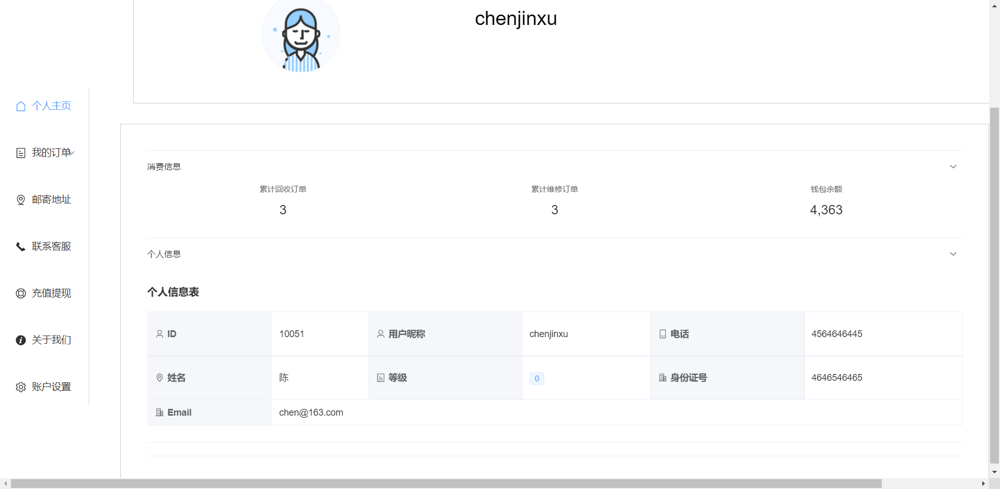 chenjinxu
个人主页
我的订单
邮寄地址
联系客服
充值提现
关于我们
账户设置
消费信息
累计回收订单 累计维修订单 钱包余额
3 3 4,363
个人信息
个人信息表
ID 10051 用户昵称 chenjinxu 电话 4564646445
姓名 陈 等级 0 身份证号 4646546465
Email chen@163.com